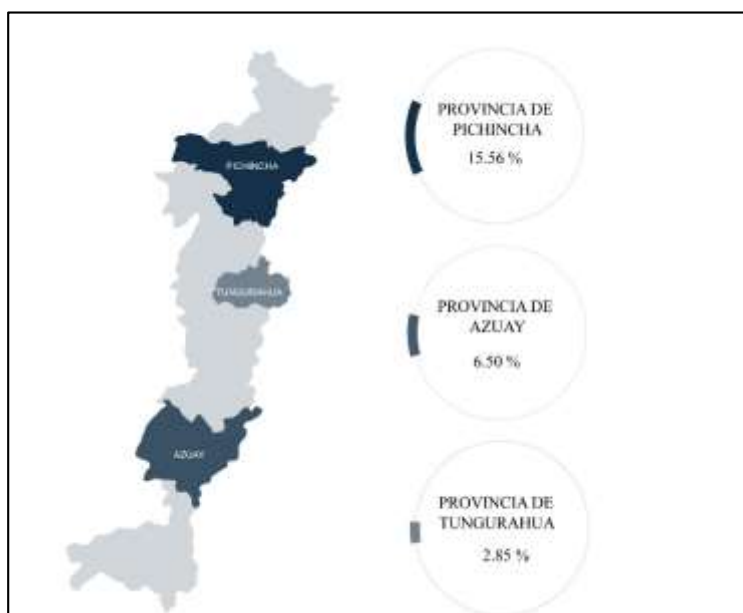 PICHINCHA
TUNGURAHUA
AZUAY
PROVINCIA DE
PICHINCHA
15.56 %
PROVINCIA DE
AZUAY
6.50 %
PROVINCIA DE
TUNGURAHUA
2.85 %